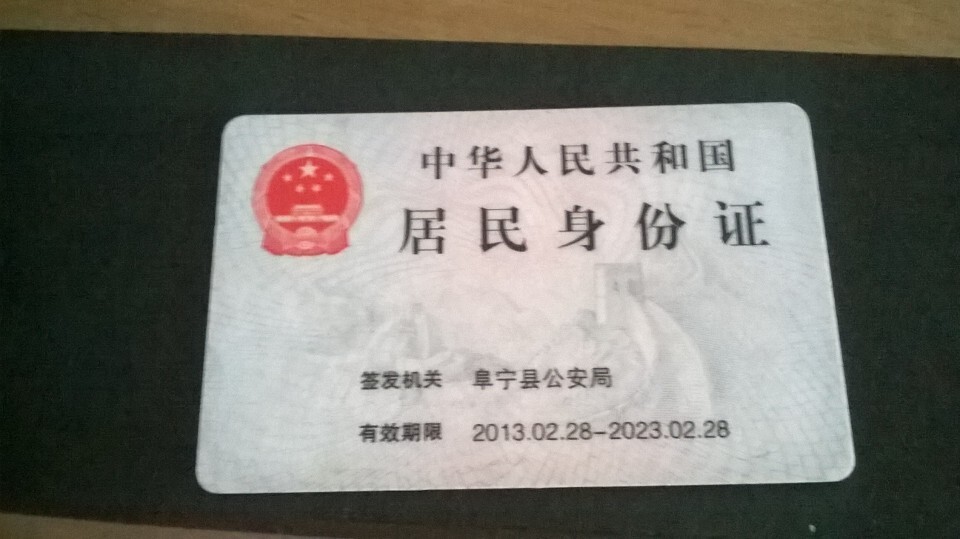 中华人民共和国
居民身份证
签发机关 阜宁县公安局
有效期限 2013.02.28-2023.02.28